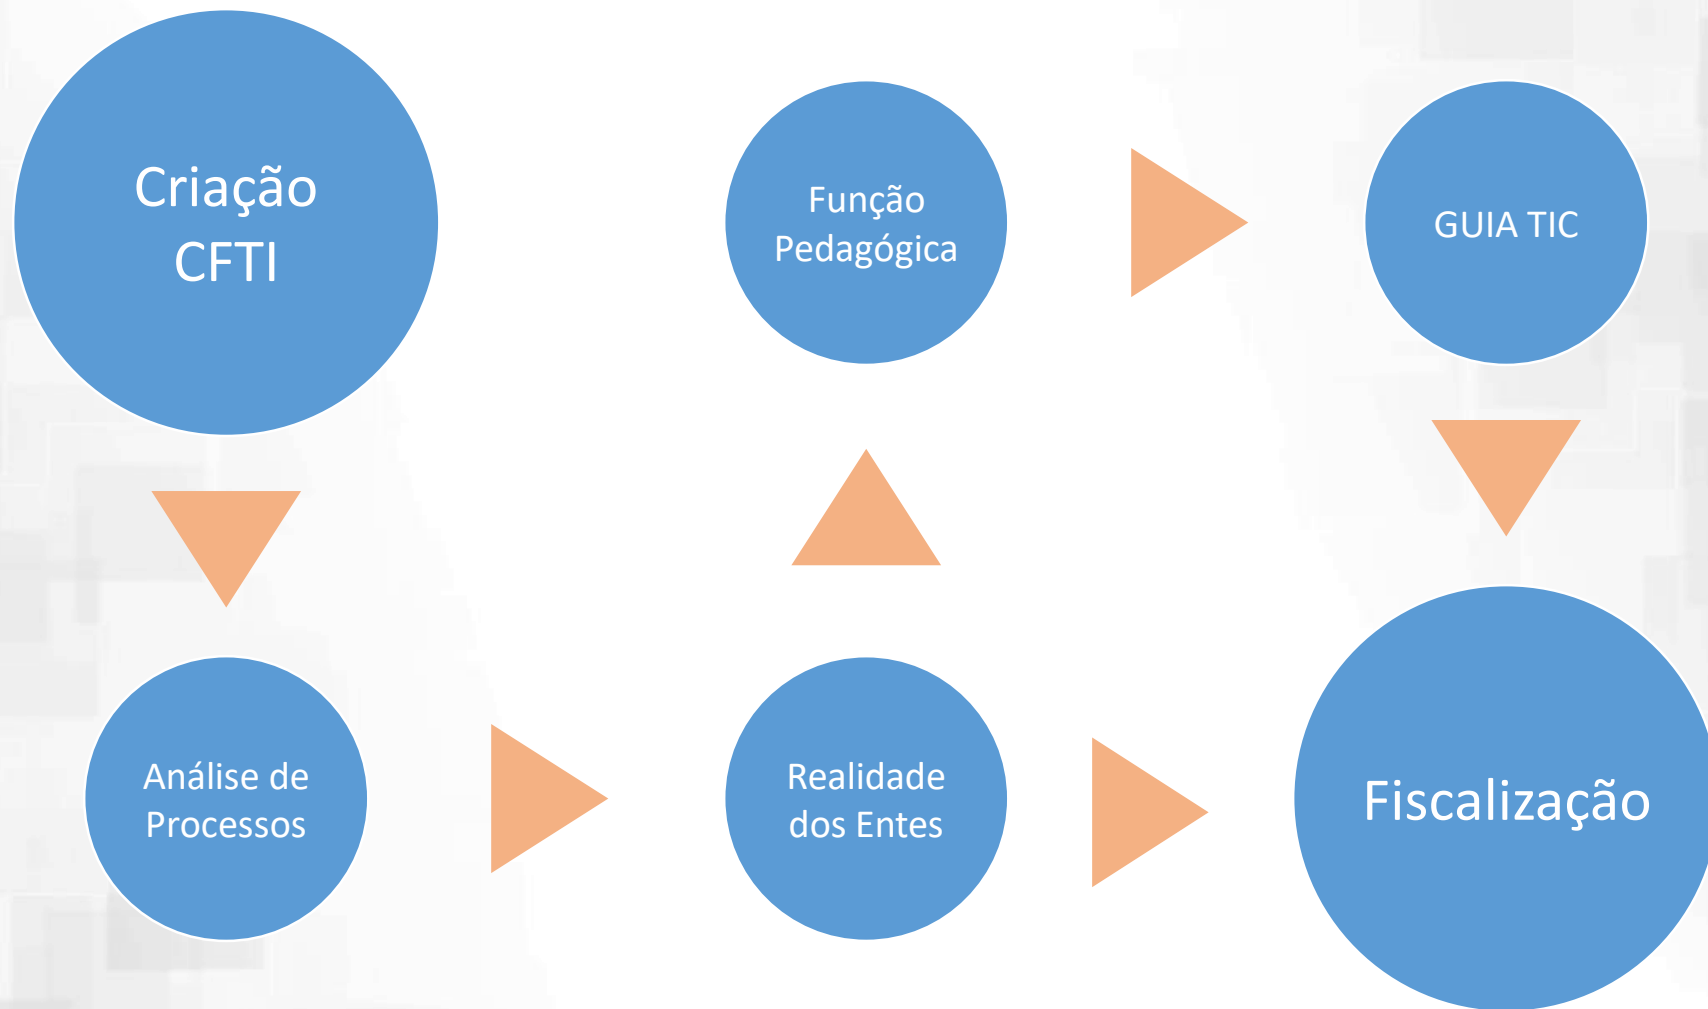 Criação
CFTI
Análise de
Processos
Realidade
dos Entes
Função
Pedagógica
GUIA TIC
Fiscalização